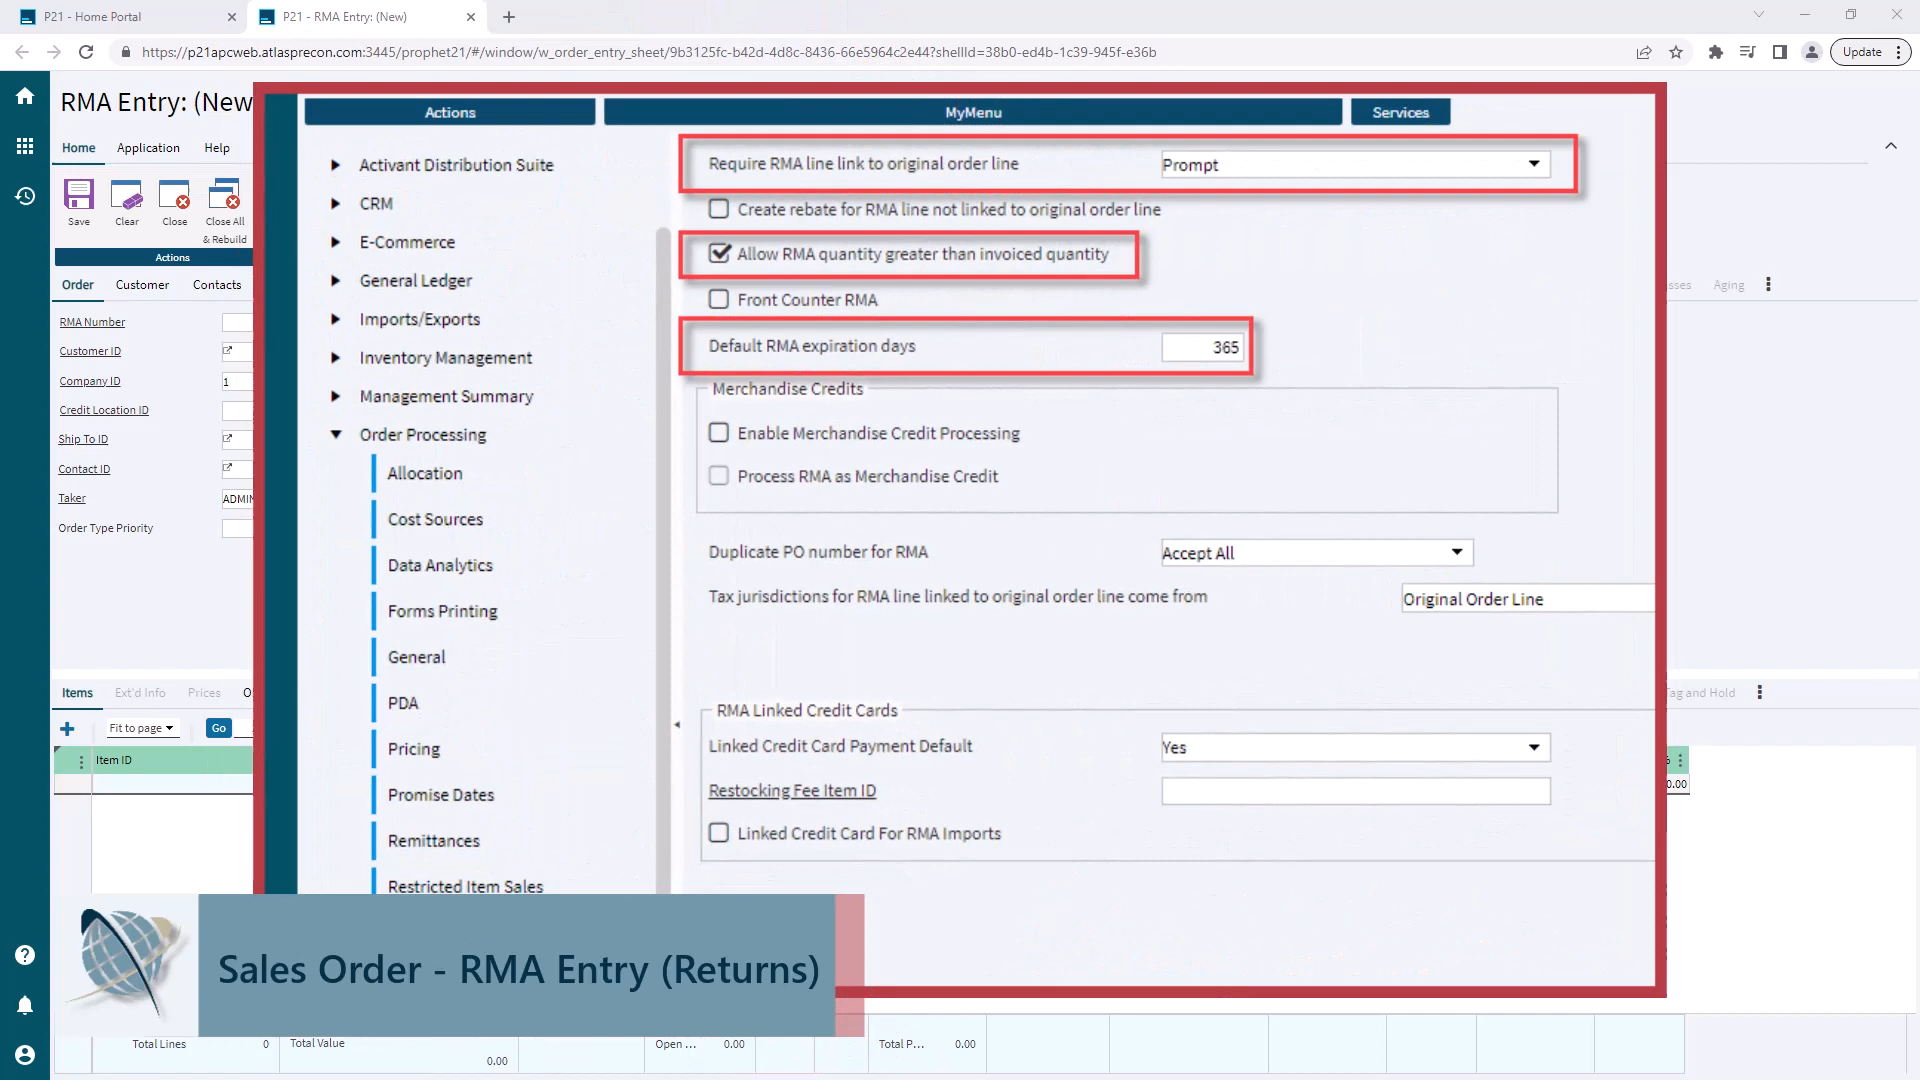 P21 - Home Portal
P21 - RMA Entry: (New)
https://p21apcweb.atlasprecon.com:3445/prophet21/#/window/w_order_entry_sheet/9b3125fc-b42d-4d8c-8436-66e5964c2e44?shellId=38b0-ed4b-1c39-945f-e36b
Update
RMA Entry: (New
Home Application Help
Save Clear Close Close All
& Rebuild
Actions
Order Customer Contacts
Aging
RMA Number
Customer ID
Company ID 1
Credit Location ID
Ship To ID
Contact ID
Taker ADMIN
Order Type Priority
Actions MyMenu Services
Activant Distribution Suite
CRM
E-Commerce
General Ledger
Imports/Exports
Inventory Management
Management Summary
Order Processing
Allocation
Cost Sources
Data Analytics
Forms Printing
General
PDA
Pricing
Promise Dates
Remittances
Restricted Item Sales
Require RMA line link to original order line Prompt
Create rebate for RMA line not linked to original order line
Allow RMA quantity greater than invoiced quantity
Front Counter RMA
Default RMA expiration days 365
Merchandise Credits
Enable Merchandise Credit Processing
Process RMA as Merchandise Credit
Duplicate PO number for RMA Accept All
Tax jurisdictions for RMA line linked to original order line come from Original Order Line
RMA Linked Credit Cards
Linked Credit Card Payment Default Yes
Restocking Fee Item ID
Linked Credit Card For RMA Imports
Items Ext'd Info Prices
Tag and Hold
Fit to page Go
Item ID
0.00
Sales Order - RMA Entry (Returns)
Total Lines 0 Total Value
0.00
Open ... 0.00
Total P... 0.00